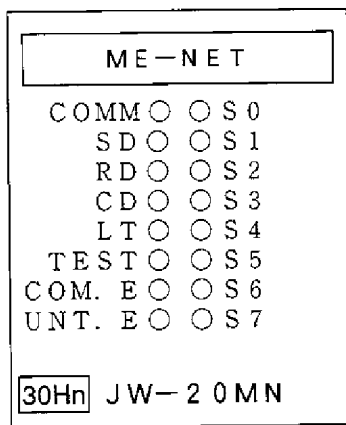 ME-NET
COMM○ ○S0
SD○ ○S1
RD○ ○S2
CD○ ○S3
LT○ ○S4
TEST○ ○S5
COM. E○ ○S6
UNT. E○ ○S7
30Hn JW-20MN